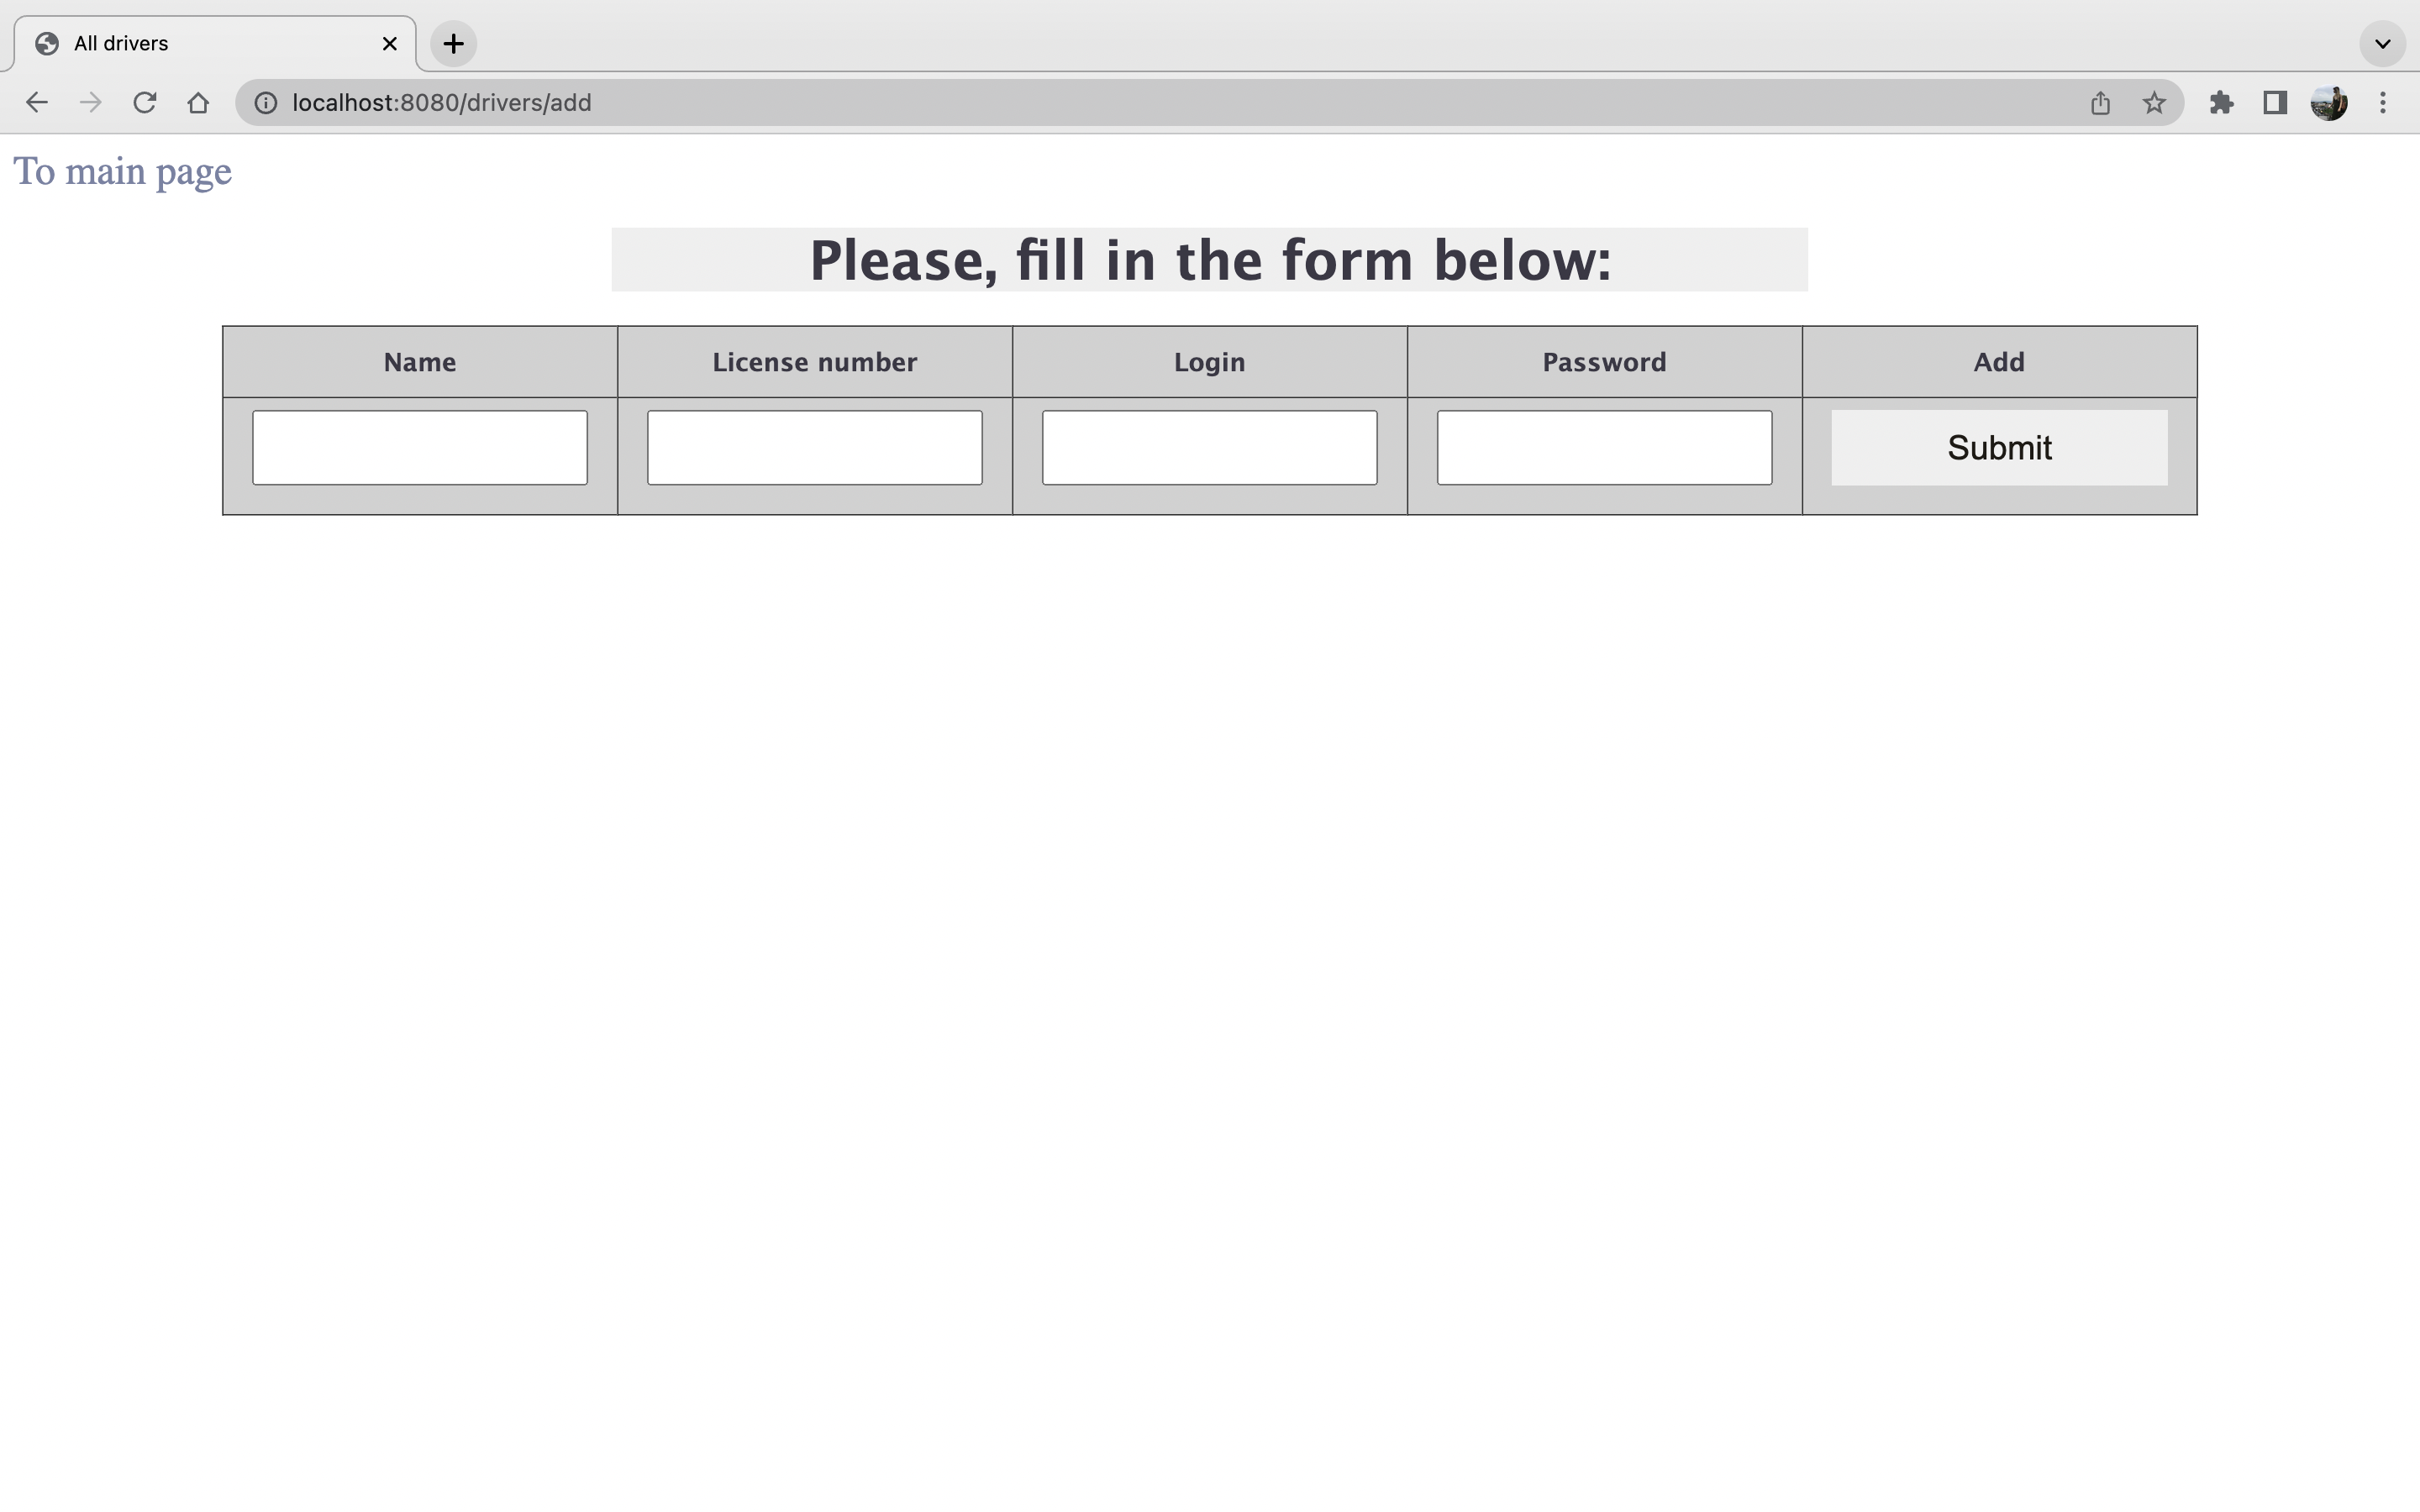 All drivers
localhost:8080/drivers/add
To main page
Please, fill in the form below:
Name License number Login Password Add
Submit